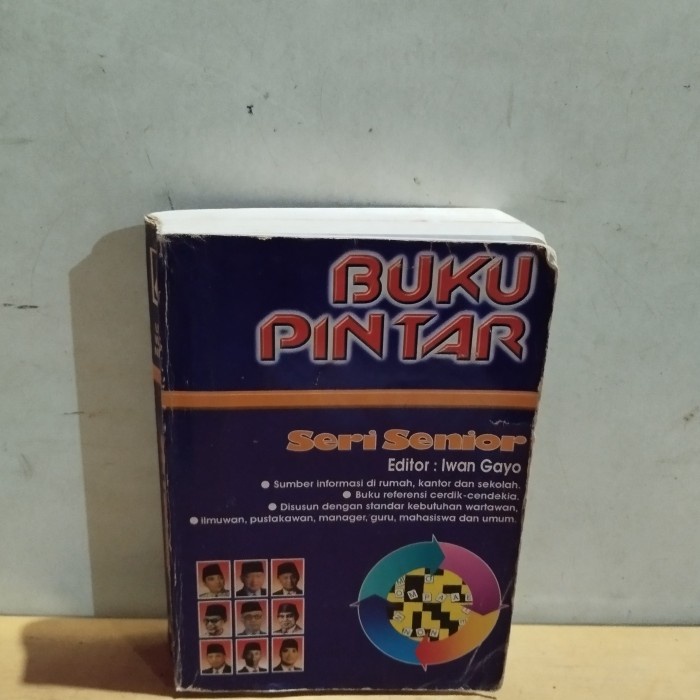 BUKU
PINTAR
Seri Senior
Editor : Iwan Gayo
● Sumber informasi di rumah, kantor dan sekolah.
● Buku referensi cerdik-cendekia.
● Disusun dengan standar kebutuhan wartawan,
● ilmuwan, pustakawan, manager, guru, mahasiswa dan umum.